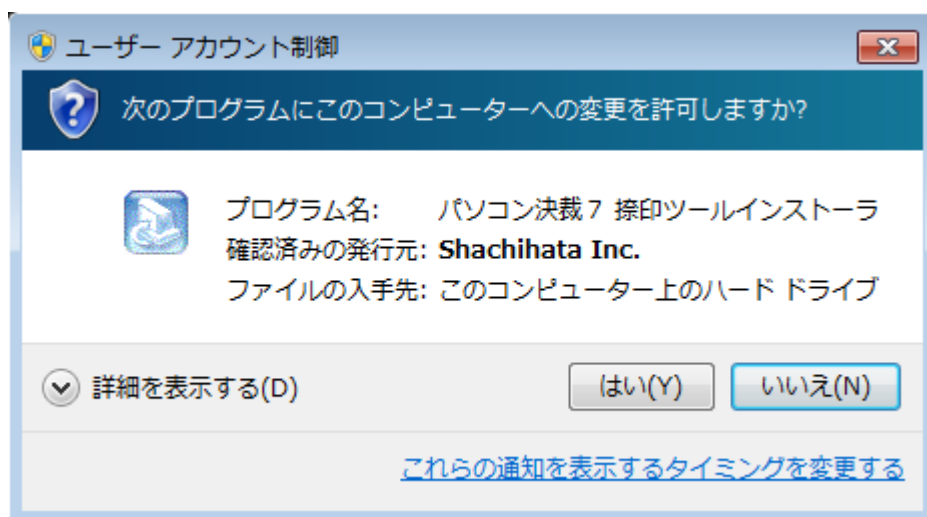 ユーザー アカウント制御
次のプログラムにこのコンピューターへの変更を許可しますか?
プログラム名: パソコン決裁7 捺印ツールインストーラ
確認済みの発行元: Shachihata Inc.
ファイルの入手先: このコンピューター上のハード ドライブ
詳細を表示する(D)
はい(Y)
いいえ(N)
これらの通知を表示するタイミングを変更する